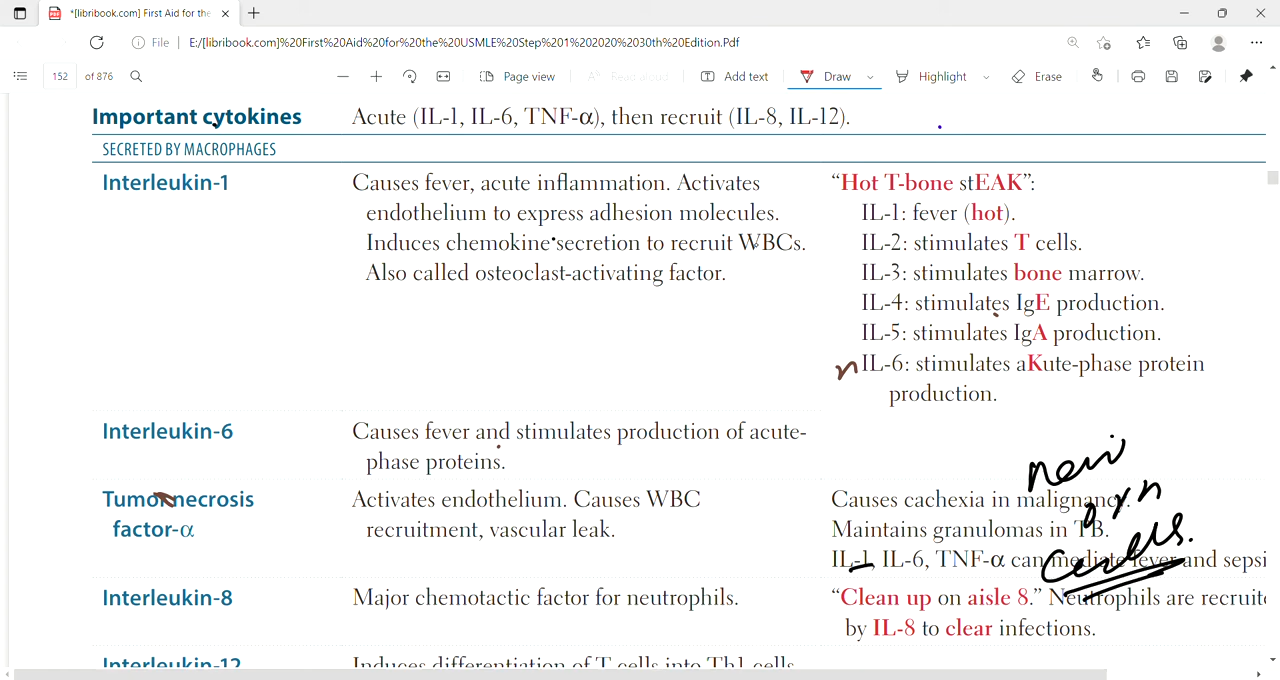 *[libribook.com] First Aid for the
File
E:/[libribook.com]%20First%20Aid%20for%20the%20USMLE%20Step%201%202020%2030th%20Edition.Pdf
152 of 876
Page view
Read aloud
Add text
Draw
Highlight
Erase
Important cytokines
Acute (IL-1, IL-6, TNF-α), then recruit (IL-8, IL-12).
SECRETED BY MACROPHAGES
Interleukin-1
Causes fever, acute inflammation. Activates
endothelium to express adhesion molecules.
Induces chemokine secretion to recruit WBCs.
Also called osteoclast-activating factor.
“Hot T-bone stEAK”:
IL-1: fever (hot).
IL-2: stimulates T cells.
IL-3: stimulates bone marrow.
IL-4: stimulates IgE production.
IL-5: stimulates IgA production.
IL-6: stimulates aKute-phase protein
production.
Interleukin-6
Causes fever and stimulates production of acute-
phase proteins.
Tumor necrosis
factor-α
Activates endothelium. Causes WBC
recruitment, vascular leak.
Causes cachexia in malignancy.
Maintains granulomas in TB.
IL-1, IL-6, TNF-α can mediate fever and sepsi
Interleukin-8
Major chemotactic factor for neutrophils.
“Clean up on aisle 8.” Neutrophils are recruite
by IL-8 to clear infections.
Interleukin-12
Induces differentiation of T cells into Th1 cells